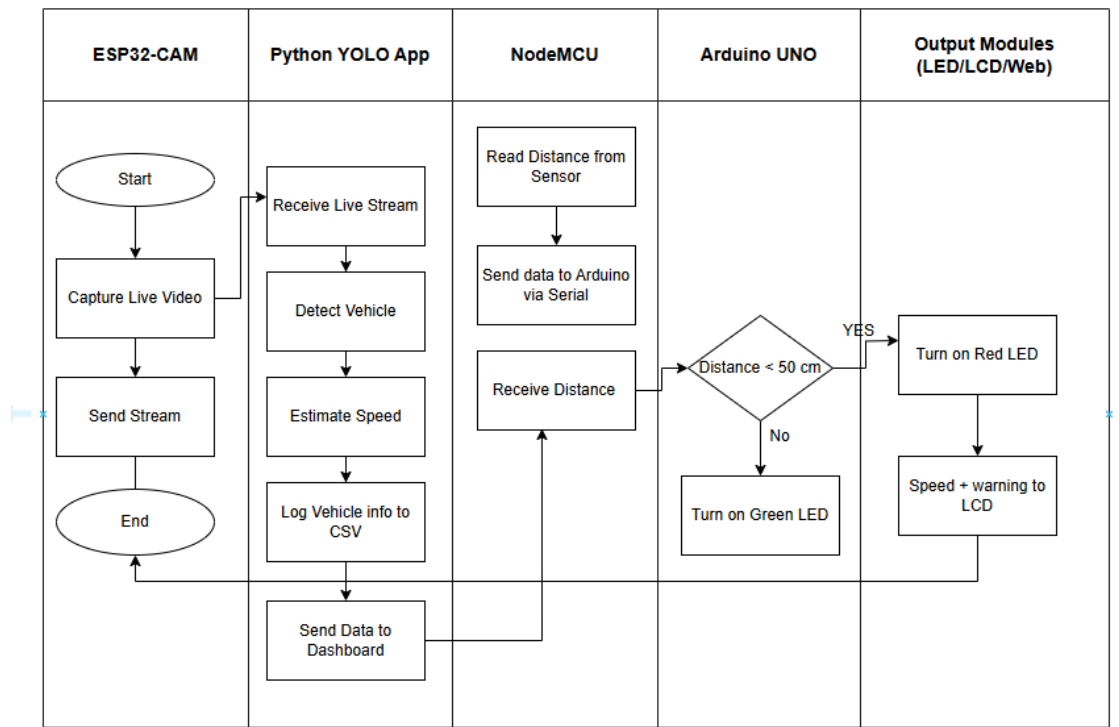 ESP32-CAM
Python YOLO App
NodeMCU
Arduino UNO
Output Modules
(LED/LCD/Web)
Start
Capture Live Video
Send Stream
End
Receive Live Stream
Detect Vehicle
Estimate Speed
Log Vehicle info to
CSV
Send Data to
Dashboard
Read Distance from
Sensor
Send data to Arduino
via Serial
Receive Distance
Distance < 50 cm
YES
No
Turn on Green LED
Turn on Red LED
Speed + warning to
LCD